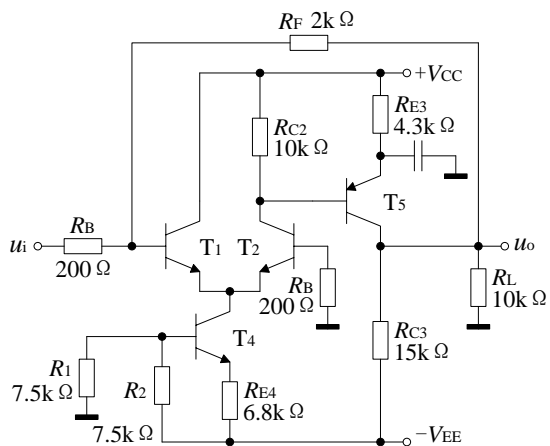 RF 2k Ω
+VCC
RC2
10k Ω
RE3
4.3k Ω
T5
ui
RB
200 Ω
T1
T2
RB
200 Ω
uo
RL
10k Ω
T4
R1
7.5k Ω
R2
7.5k Ω
RE4
6.8k Ω
RC3
15k Ω
−VEE